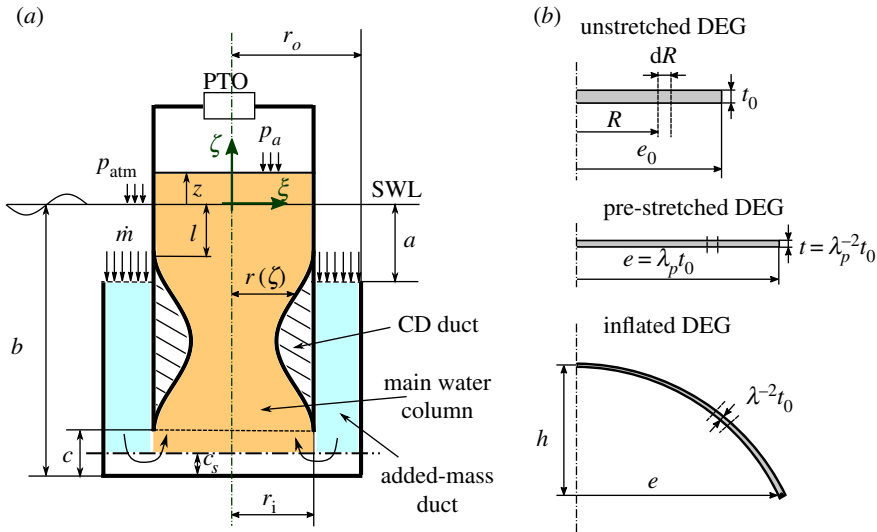 (a)
r_o
PTO
p_a
ζ
p_atm
z
ξ
SWL
l
a
ṁ
r(ζ)
CD duct
b
main water
column
c
c_s
added-mass
duct
r_i
(b)
unstretched DEG
dR
t_0
R
e_0
pre-stretched DEG
e = λ_p t_0
t = λ_p^{-2} t_0
inflated DEG
λ^{-2} t_0
h
e